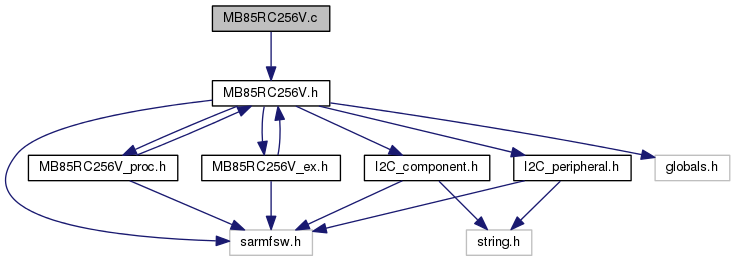 MB85RC256V.c
MB85RC256V.h
MB85RC256V_proc.h
MB85RC256V_ex.h
I2C_component.h
I2C_peripheral.h
globals.h
sarmfsw.h
string.h